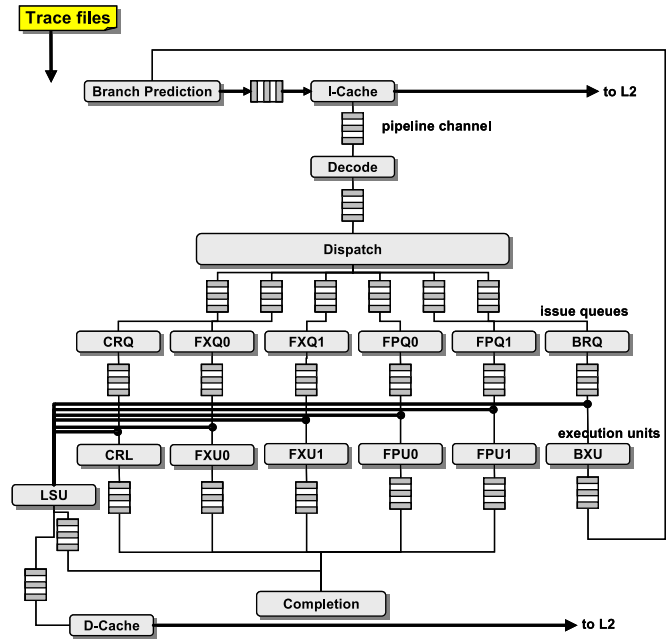 Trace files
Branch Prediction
I-Cache
to L2
pipeline channel
Decode
Dispatch
issue queues
CRQ
FXQ0
FXQ1
FPQ0
FPQ1
BRQ
execution units
CRL
FXU0
FXU1
FPU0
FPU1
BXU
LSU
Completion
D-Cache
to L2